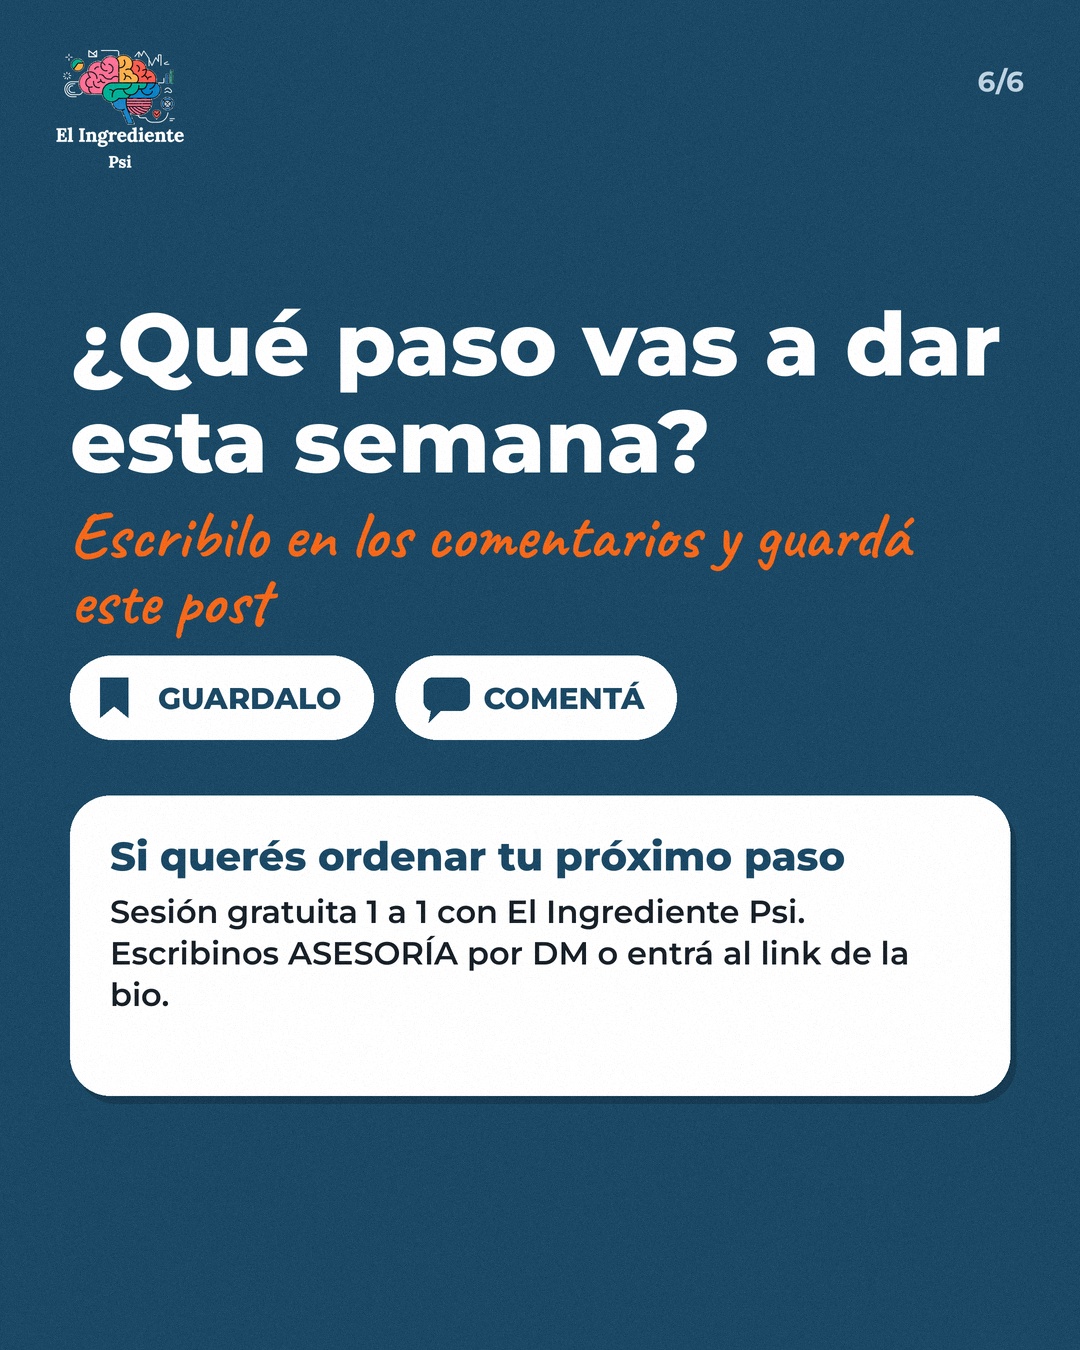 El Ingrediente
Psi
6/6
¿Qué paso vas a dar
esta semana?
Escribilo en los comentarios y guardá
este post
GUARDALO
COMENTÁ
Si querés ordenar tu próximo paso
Sesión gratuita 1 a 1 con El Ingrediente Psi.
Escribinos ASESORÍA por DM o entrá al link de la
bio.